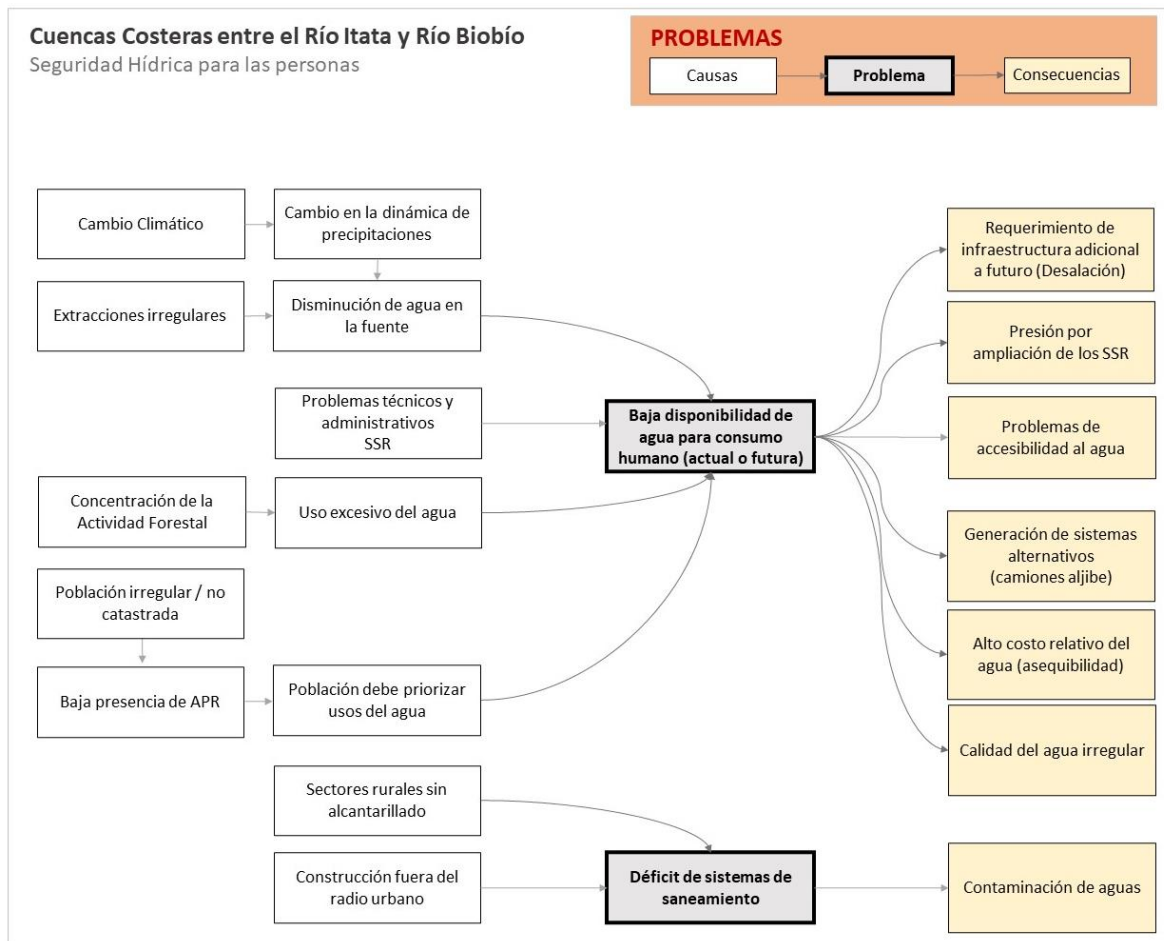 Cuencas Costeras entre el Río Itata y Río Biobío
Seguridad Hídrica para las personas
PROBLEMAS
Causas
Problema
Consecuencias
Cambio Climático
Cambio en la dinámica de
precipitaciones
Extracciones irregulares
Disminución de agua en
la fuente
Problemas técnicos y
administrativos
SSR
Concentración de la
Actividad Forestal
Uso excesivo del agua
Población irregular / no
catastrada
Baja presencia de APR
Población debe priorizar
usos del agua
Sectores rurales sin
alcantarillado
Construcción fuera del
radio urbano
Baja disponibilidad de
agua para consumo
humano (actual o futura)
Déficit de sistemas de
saneamiento
Requerimiento de
infraestructura adicional
a futuro (Desalación)
Presión por
ampliación de los SSR
Problemas de
accesibilidad al agua
Generación de sistemas
alternativos
(camiones aljibe)
Alto costo relativo del
agua (asequibilidad)
Calidad del agua irregular
Contaminación de aguas